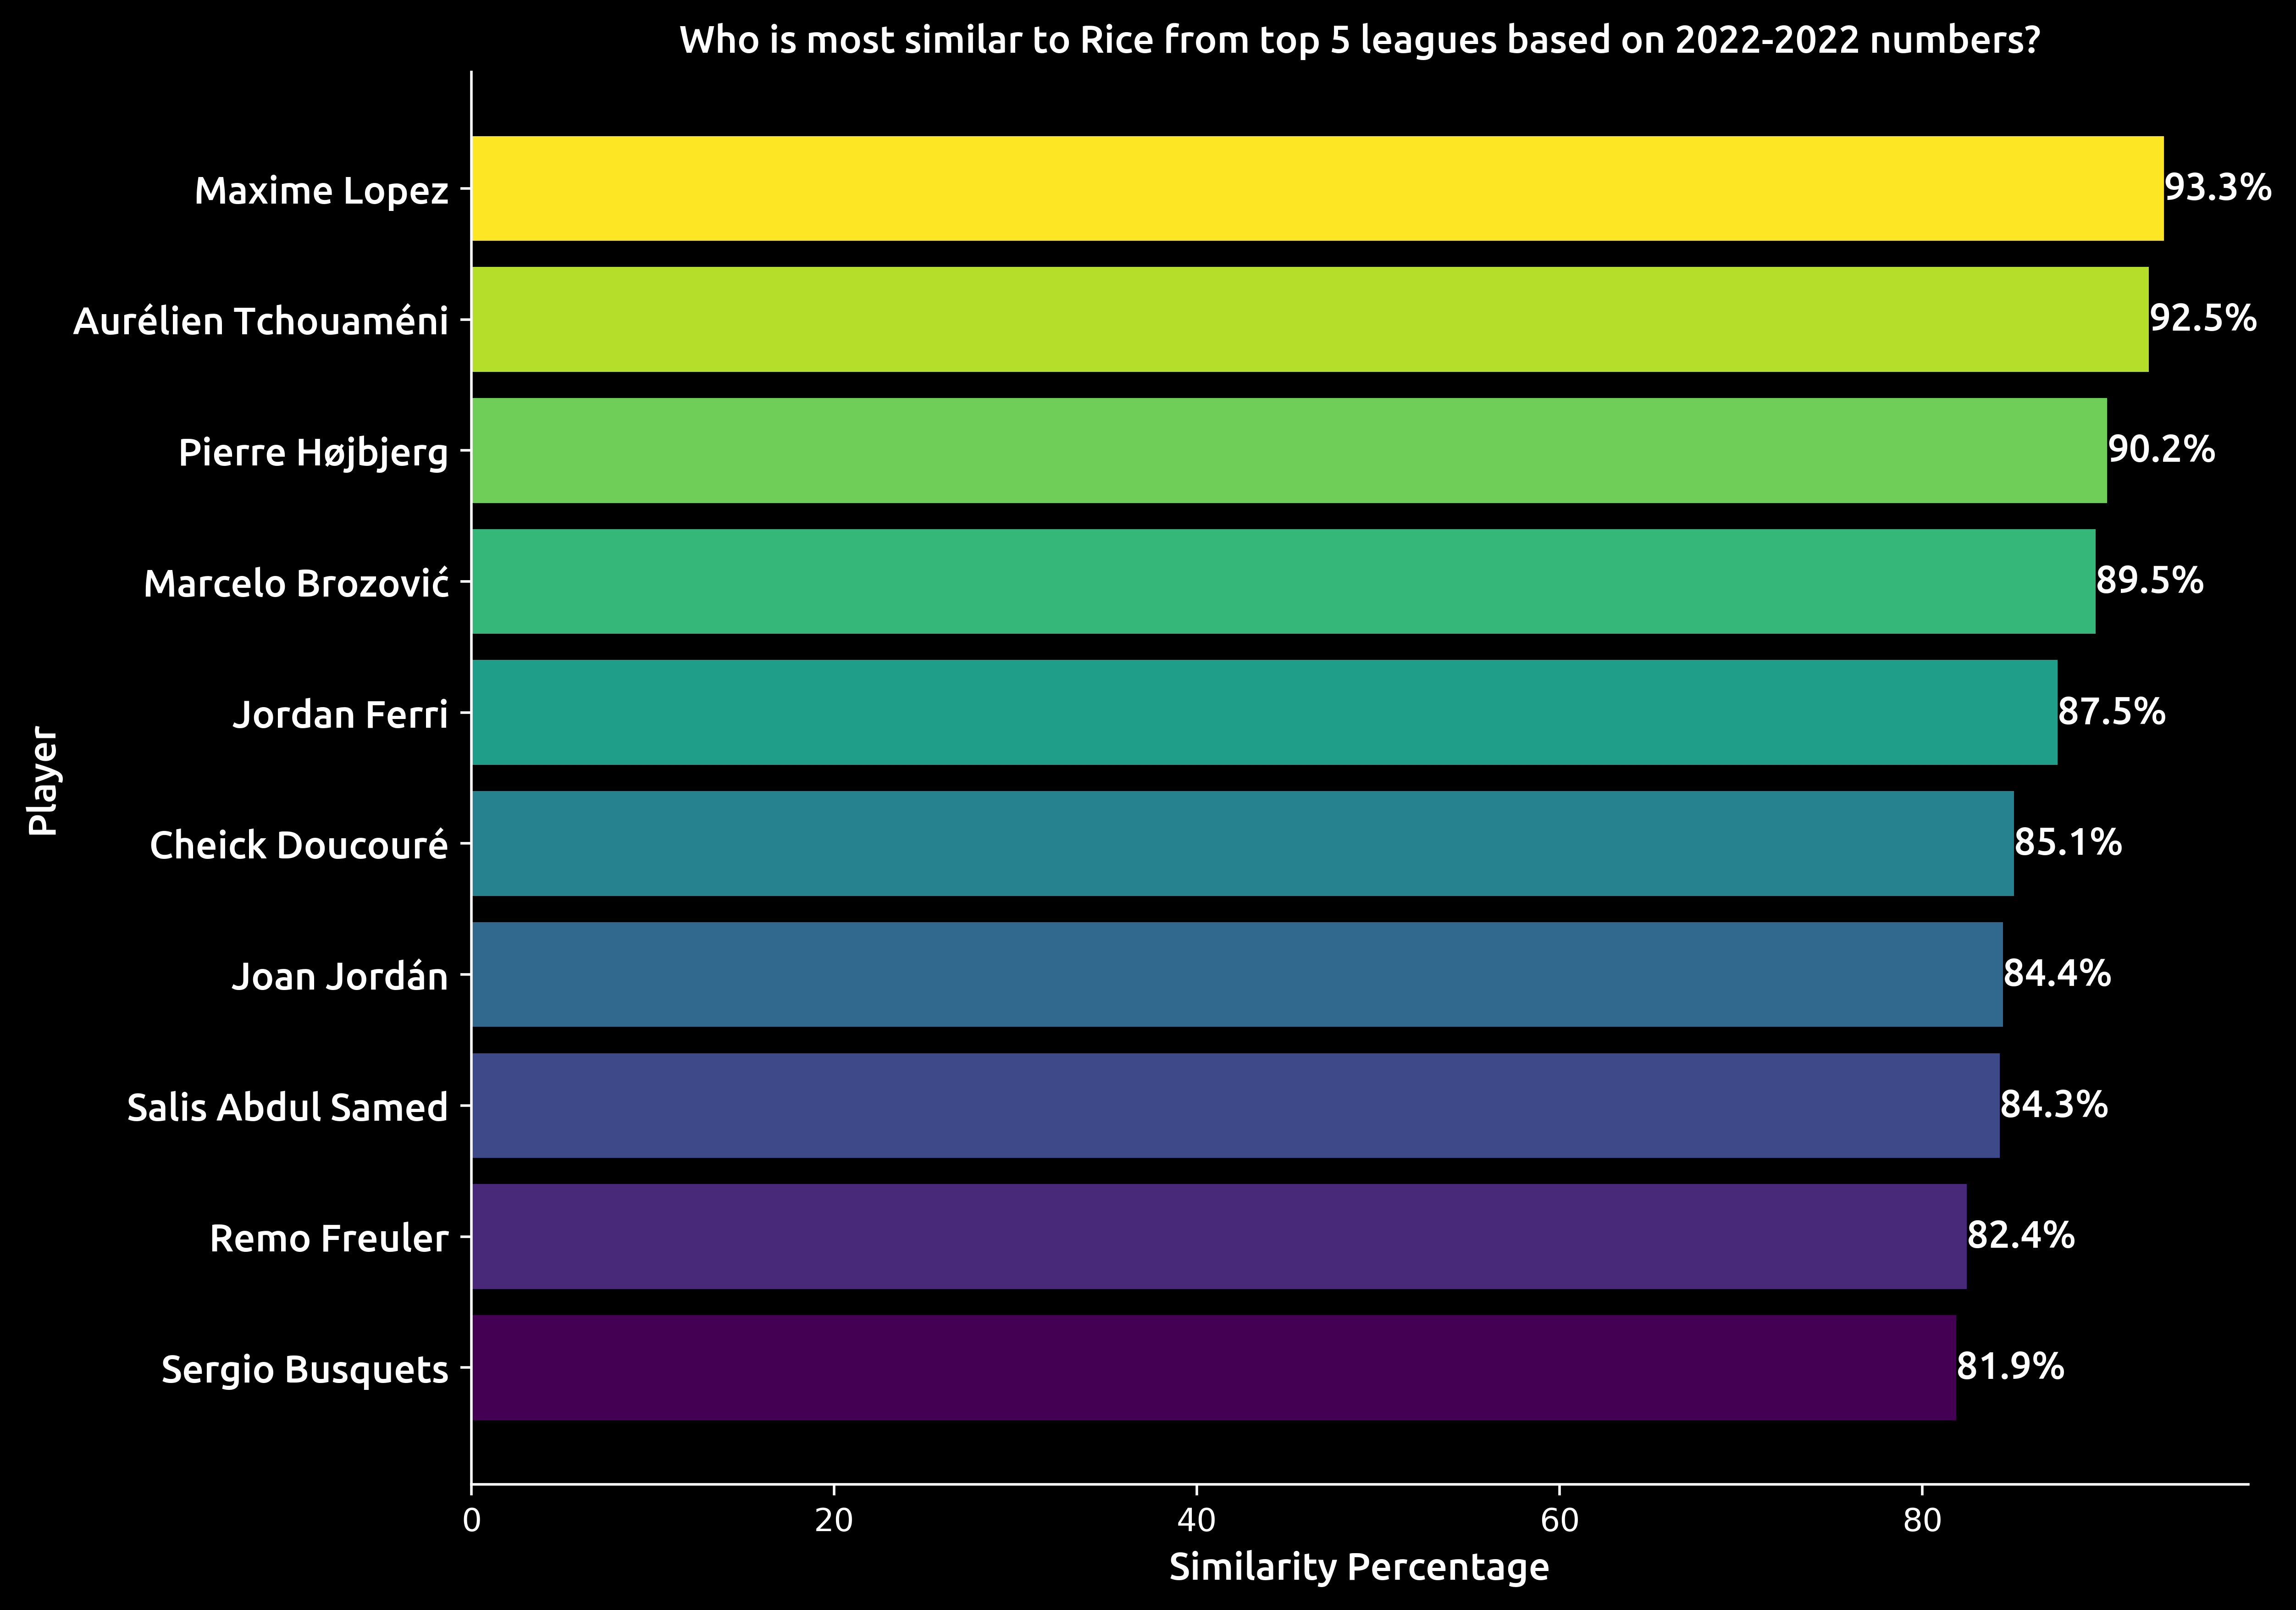 Who is most similar to Rice from top 5 leagues based on 2022-2022 numbers?
Player
Maxime Lopez 93.3%
Aurélien Tchouaméni 92.5%
Pierre Højbjerg 90.2%
Marcelo Brozović 89.5%
Jordan Ferri 87.5%
Cheick Doucouré 85.1%
Joan Jordán 84.4%
Salis Abdul Samed 84.3%
Remo Freuler 82.4%
Sergio Busquets 81.9%
0 20 40 60 80
Similarity Percentage